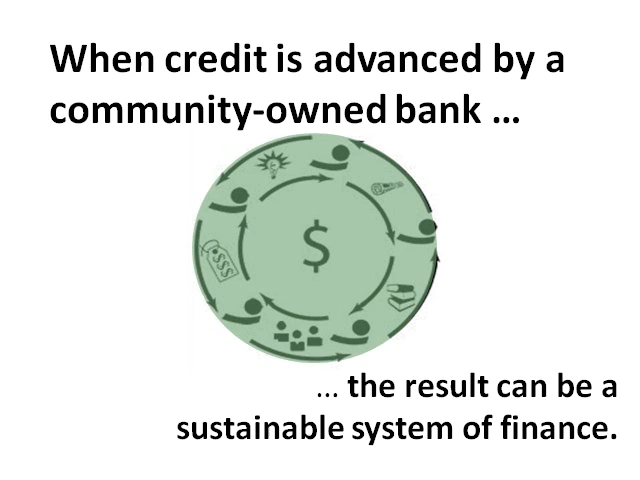 When credit is advanced by a
community-owned bank ...
$
$$$
... the result can be a
sustainable system of finance.